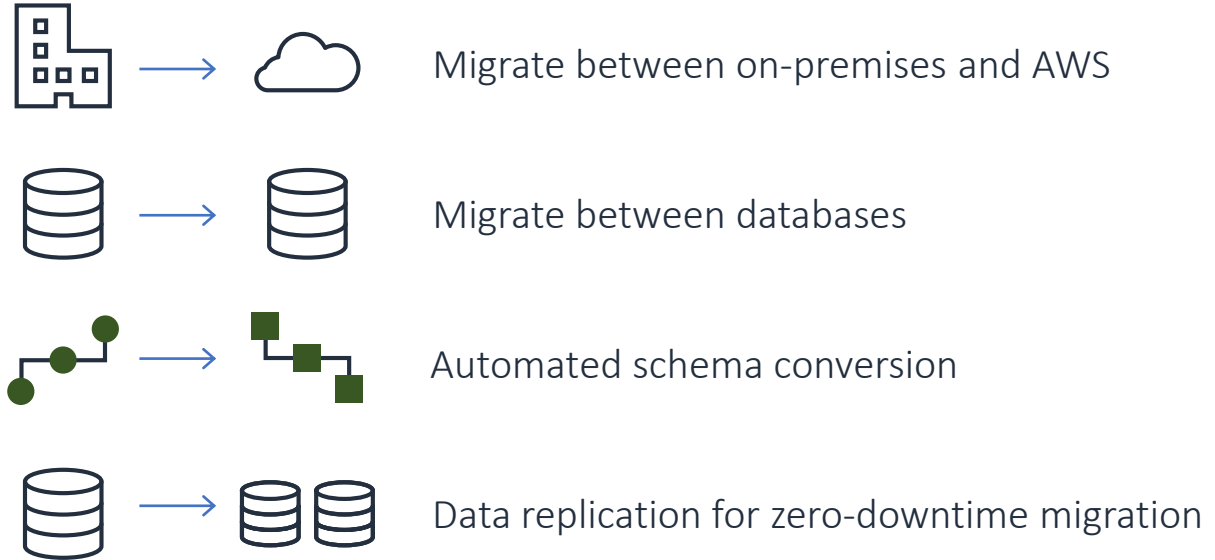 Migrate between on-premises and AWS
Migrate between databases
Automated schema conversion
Data replication for zero-downtime migration